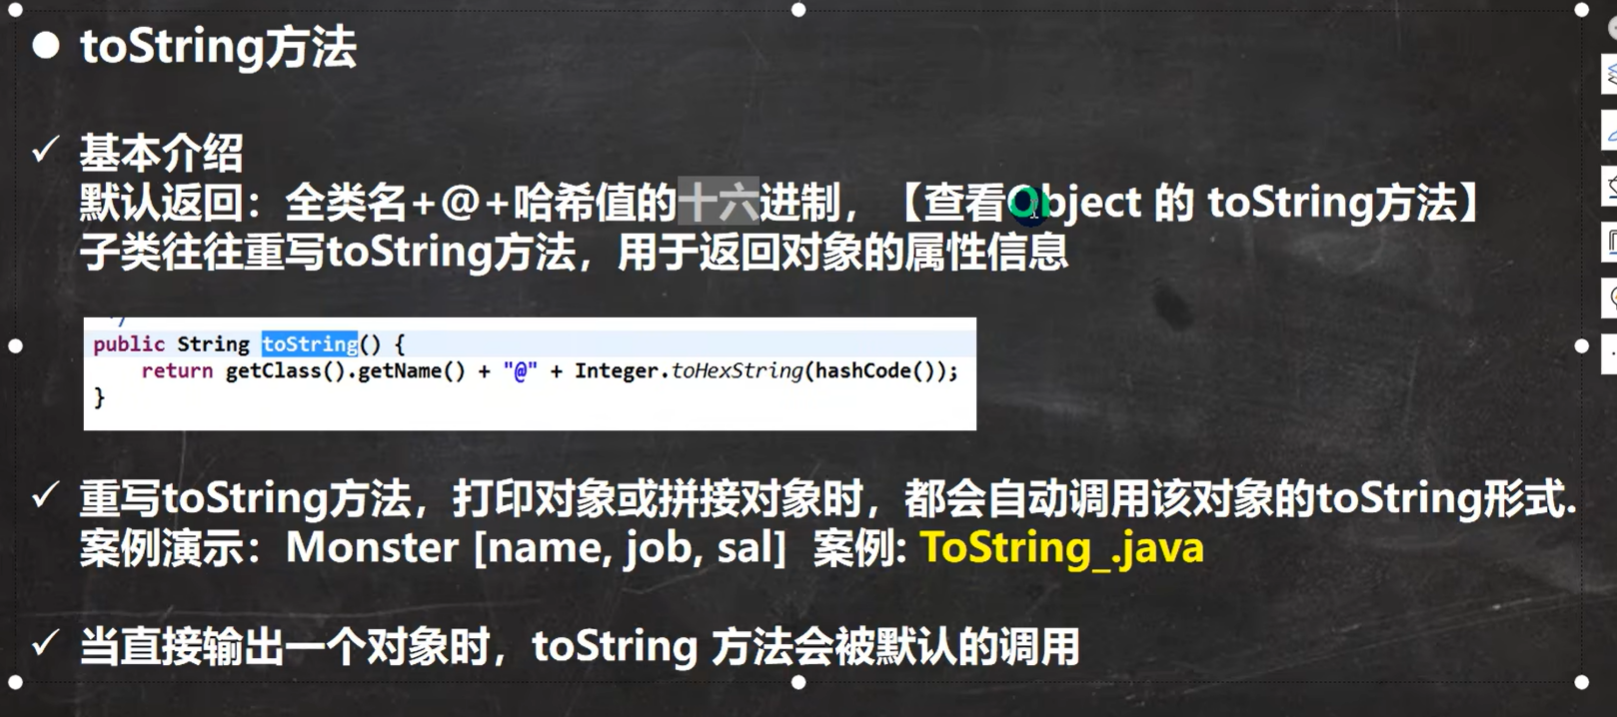 toString方法
基本介绍
默认返回：全类名+@+哈希值的十六进制，【查看Object 的 toString方法】
子类往往重写toString方法，用于返回对象的属性信息
*/
public String toString() {
return getClass().getName() + "@" + Integer.toHexString(hashCode());
}
重写toString方法，打印对象或拼接对象时，都会自动调用该对象的toString形式.
案例演示：Monster [name, job, sal] 案例: ToString_.java
当直接输出一个对象时，toString 方法会被默认的调用